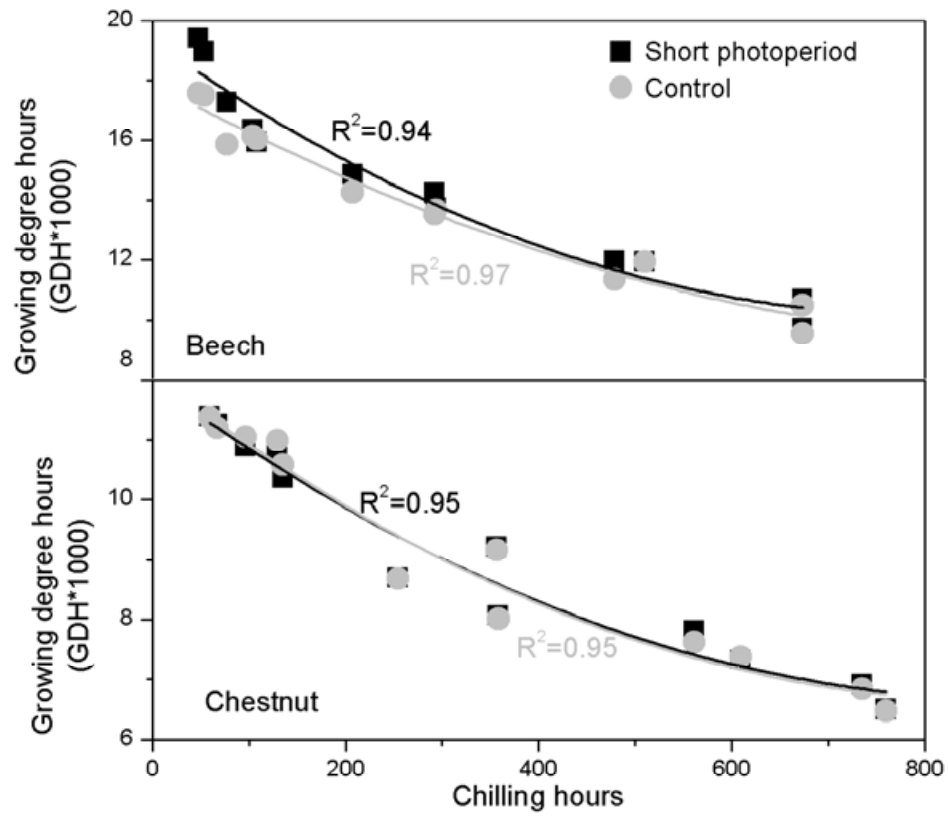 20
16
12
8
Growing degree hours
(GDH*1000)
Short photoperiod
Control
R²=0.94
R²=0.97
Beech
10
8
6
Growing degree hours
(GDH*1000)
R²=0.95
R²=0.95
Chestnut
0 200 400 600 800
Chilling hours